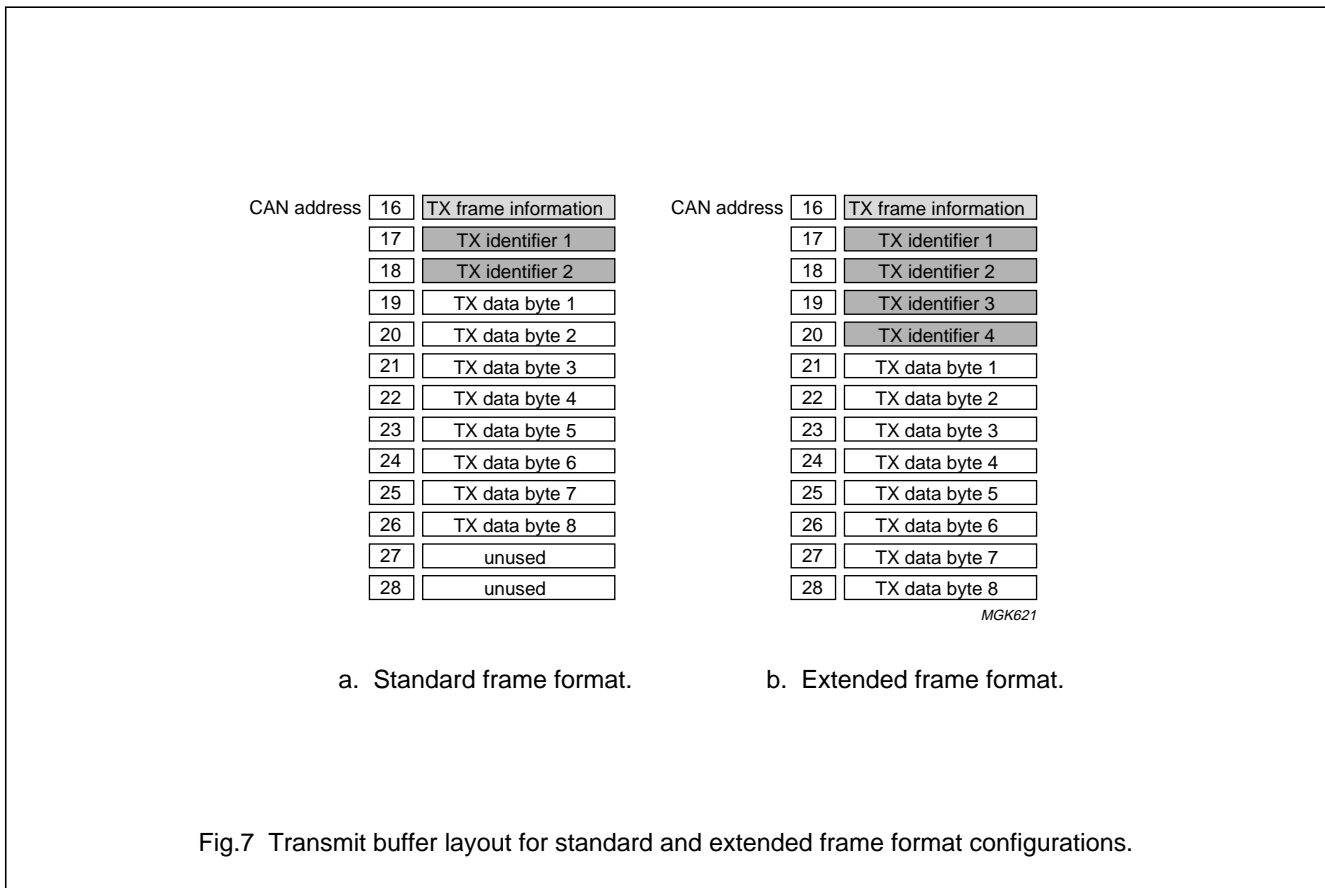 CAN address 16 TX frame information CAN address 16 TX frame information
17 TX identifier 1 17 TX identifier 1
18 TX identifier 2 18 TX identifier 2
19 TX data byte 1 19 TX identifier 3
20 TX data byte 2 20 TX identifier 4
21 TX data byte 3 21 TX data byte 1
22 TX data byte 4 22 TX data byte 2
23 TX data byte 5 23 TX data byte 3
24 TX data byte 6 24 TX data byte 4
25 TX data byte 7 25 TX data byte 5
26 TX data byte 8 26 TX data byte 6
27 unused 27 TX data byte 7
28 unused 28 TX data byte 8
MGK621
a. Standard frame format. b. Extended frame format.
Fig.7 Transmit buffer layout for standard and extended frame format configurations.